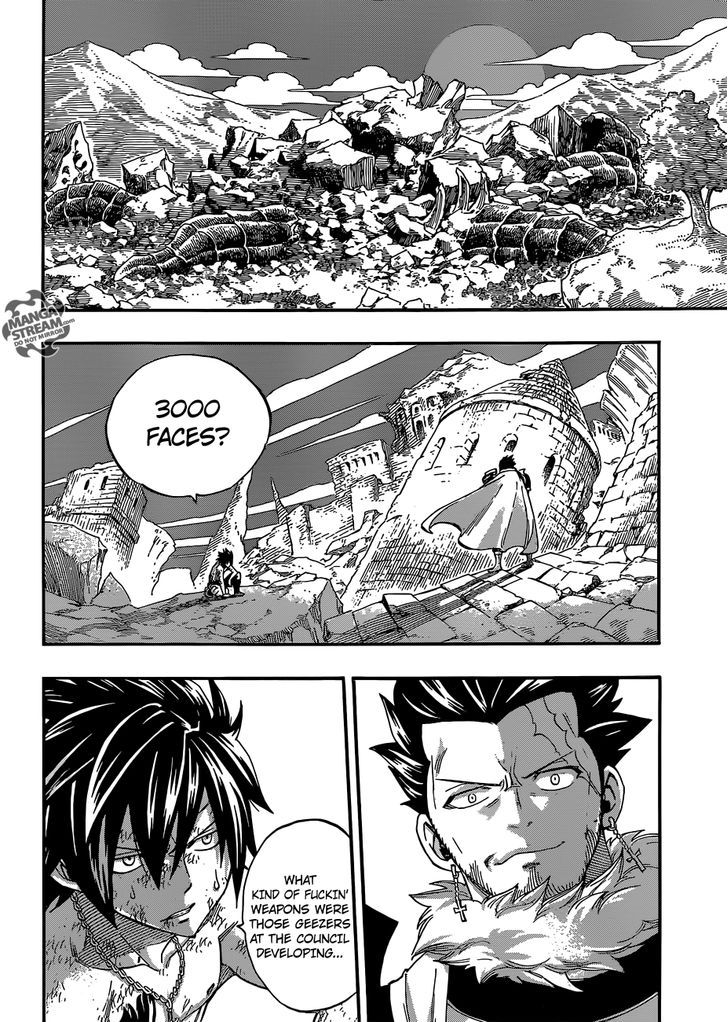 MANGA
STREAM.com
DO NOT MIRROR!
3000
FACES?
WHAT
KIND OF FUCKIN'
WEAPONS WERE
THOSE GEEZERS
AT THE COUNCIL
DEVELOPING...